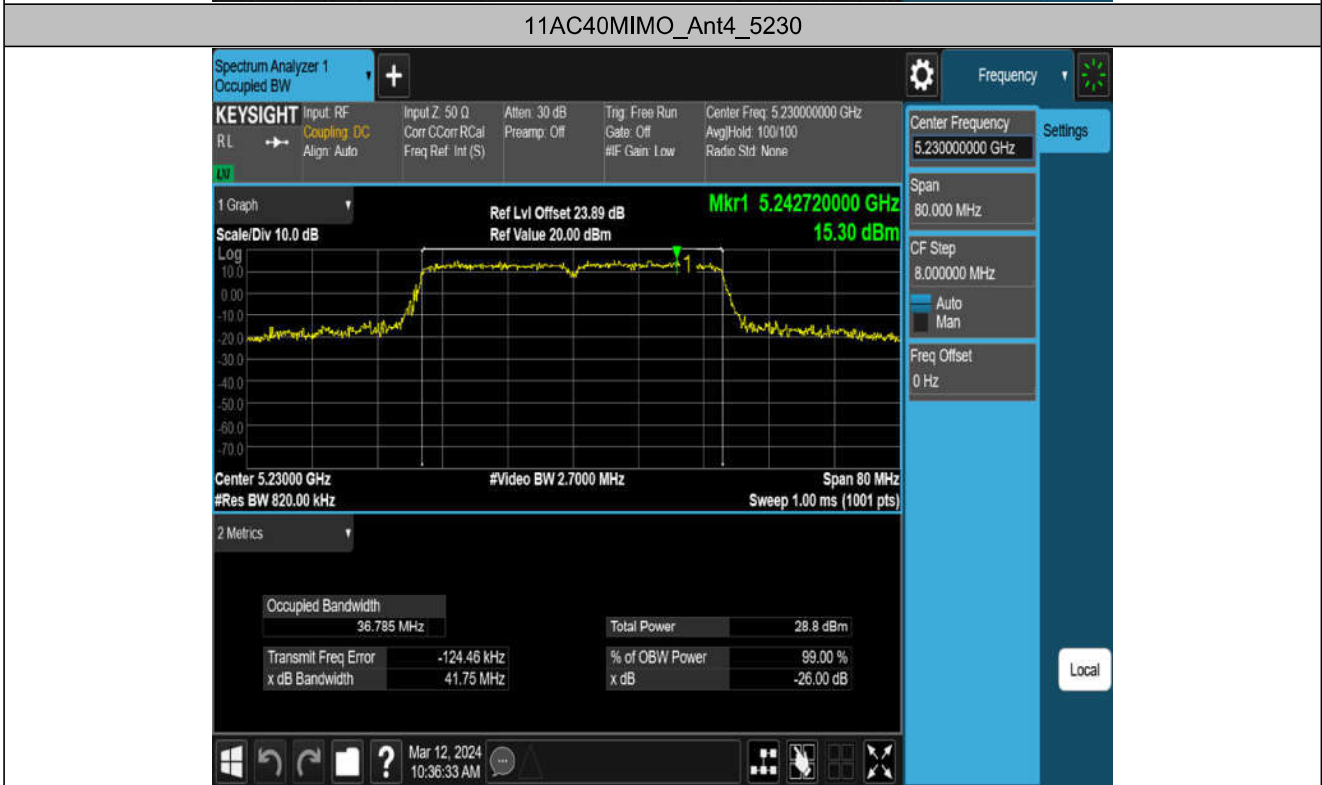 11AC40MIMO_Ant4_5230
Spectrum Analyzer 1
Occupied BW
+
Frequency
KEYSIGHT
R L
Input: RF
Coupling: DC
Align: Auto
Input Z: 50 Ω
Corr CCorr RCal
Freq Ref: Int (S)
Atten: 30 dB
Preamp: Off
Trig: Free Run
Gate: Off
#IF Gain: Low
Center Freq: 5.230000000 GHz
Avg|Hold: 100/100
Radio Std: None
Center Frequency
5.230000000 GHz
Settings
Span
80.000 MHz
CF Step
8.000000 MHz
Auto
Man
Freq Offset
0 Hz
Local
1 Graph
Scale/Div 10.0 dB
Ref Lvl Offset 23.89 dB
Ref Value 20.00 dBm
Mkr1 5.242720000 GHz
15.30 dBm
Log
10.0
0.00
-10.0
-20.0
-30.0
-40.0
-50.0
-60.0
-70.0
1
Center 5.23000 GHz
#Video BW 2.7000 MHz
Span 80 MHz
#Res BW 820.00 kHz
Sweep 1.00 ms (1001 pts)
2 Metrics
Occupied Bandwidth
36.785 MHz
Total Power 28.8 dBm
Transmit Freq Error -124.46 kHz
% of OBW Power 99.00 %
x dB Bandwidth 41.75 MHz
x dB -26.00 dB
?
Mar 12, 2024
10:36:33 AM